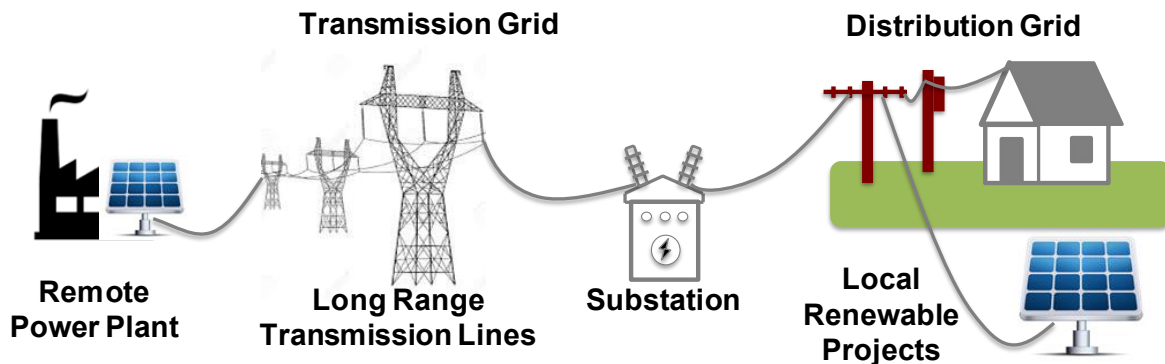 Transmission Grid
Distribution Grid
Remote
Power Plant
Long Range
Transmission Lines
Substation
Local
Renewable
Projects